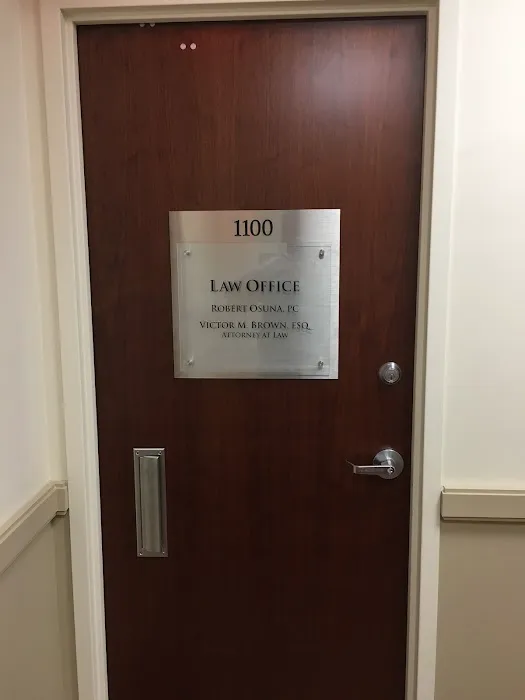 1100
LAW OFFICE
ROBERT OSUNA, PC
VICTOR M. BROWN, ESQ.
ATTORNEY AT LAW